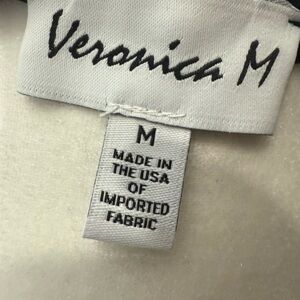 Veronica M
M
MADE IN
THE USA
OF
IMPORTED
FABRIC